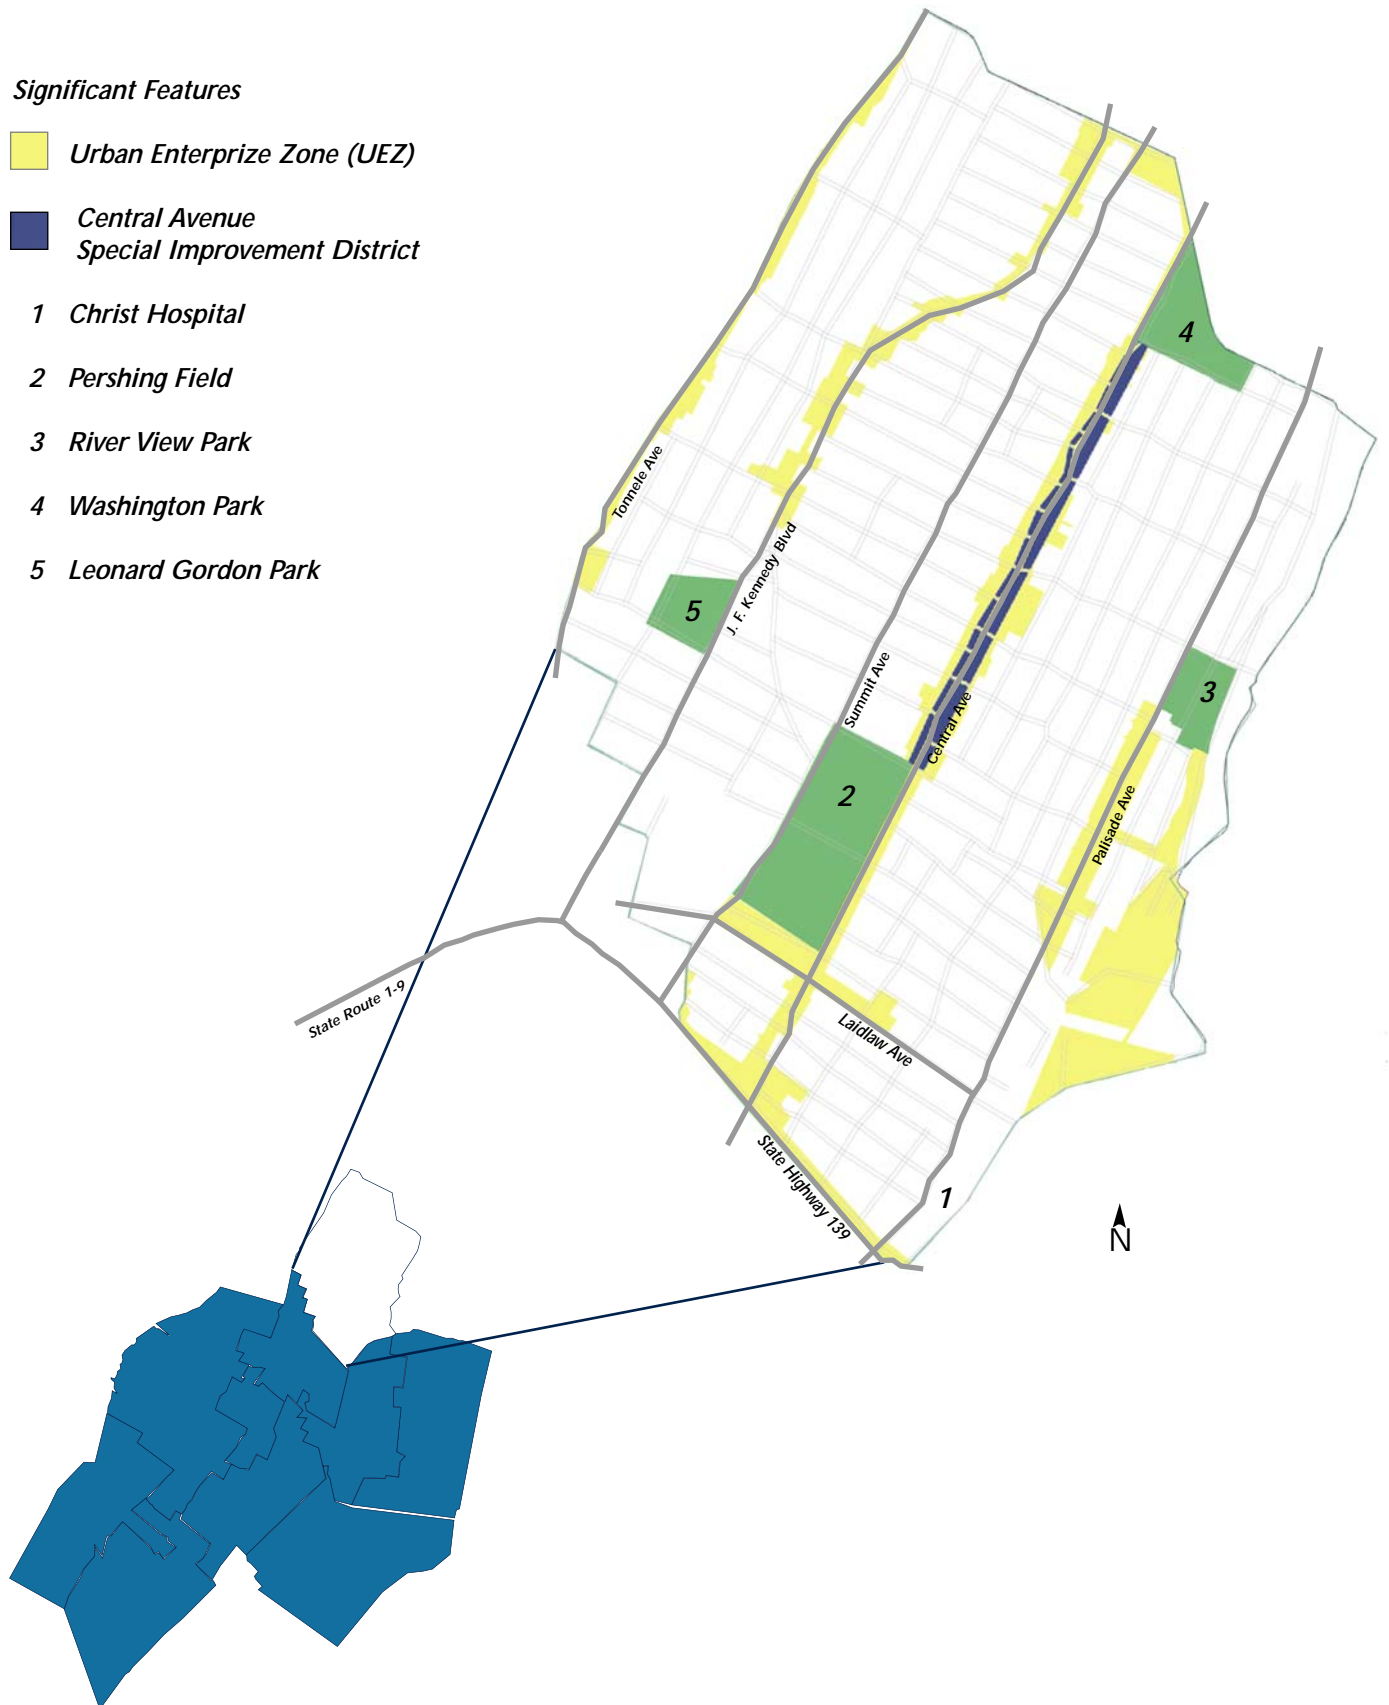 Significant Features
Urban Enterprize Zone (UEZ)
Central Avenue
Special Improvement District
1 Christ Hospital
2 Pershing Field
3 River View Park
4 Washington Park
5 Leonard Gordon Park
4
Tonnele Ave
J. F. Kennedy Blvd
5
Summit Ave
Central Ave
3
2
Palisade Ave
State Route 1-9
Laidlaw Ave
State Highway 139
1
N